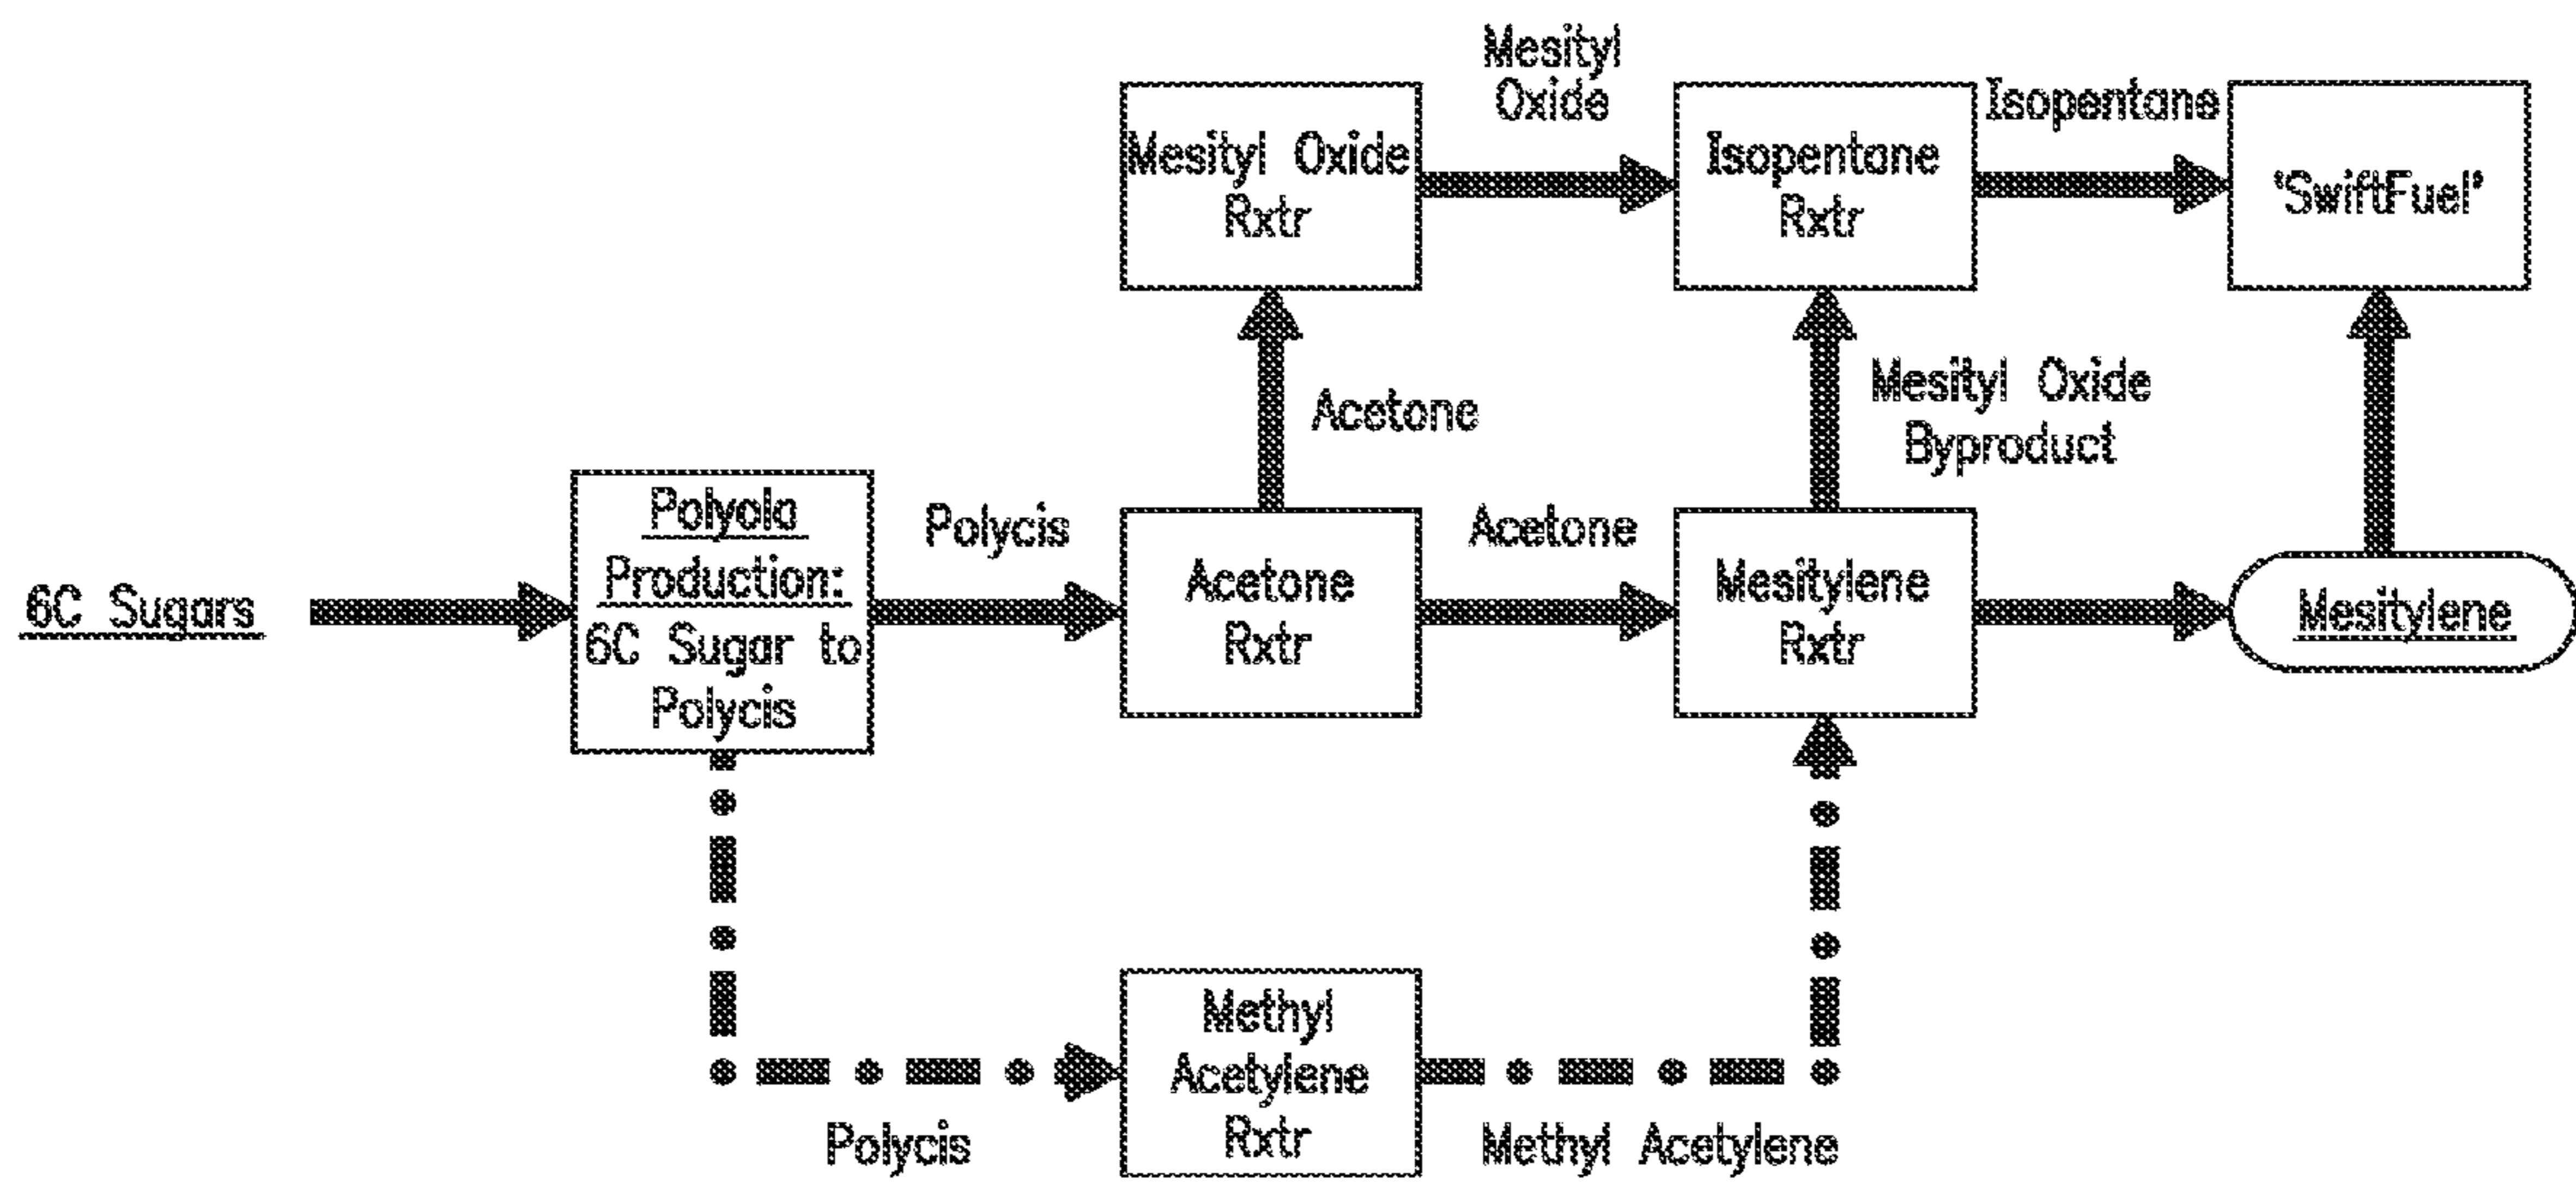 Mesityl
Oxide
Isopentane
Mesityl Oxide
Rxtr
Isopentane
Rxtr
'SwiftFuel'
Acetone
Mesityl Oxide
Byproduct
6C Sugars
Polyola
Production:
6C Sugar to
Polycis
Polycis
Acetone
Rxtr
Acetone
Mesitylene
Rxtr
Mesitylene
Methyl
Acetylene
Rxtr
Polycis
Methyl Acetylene